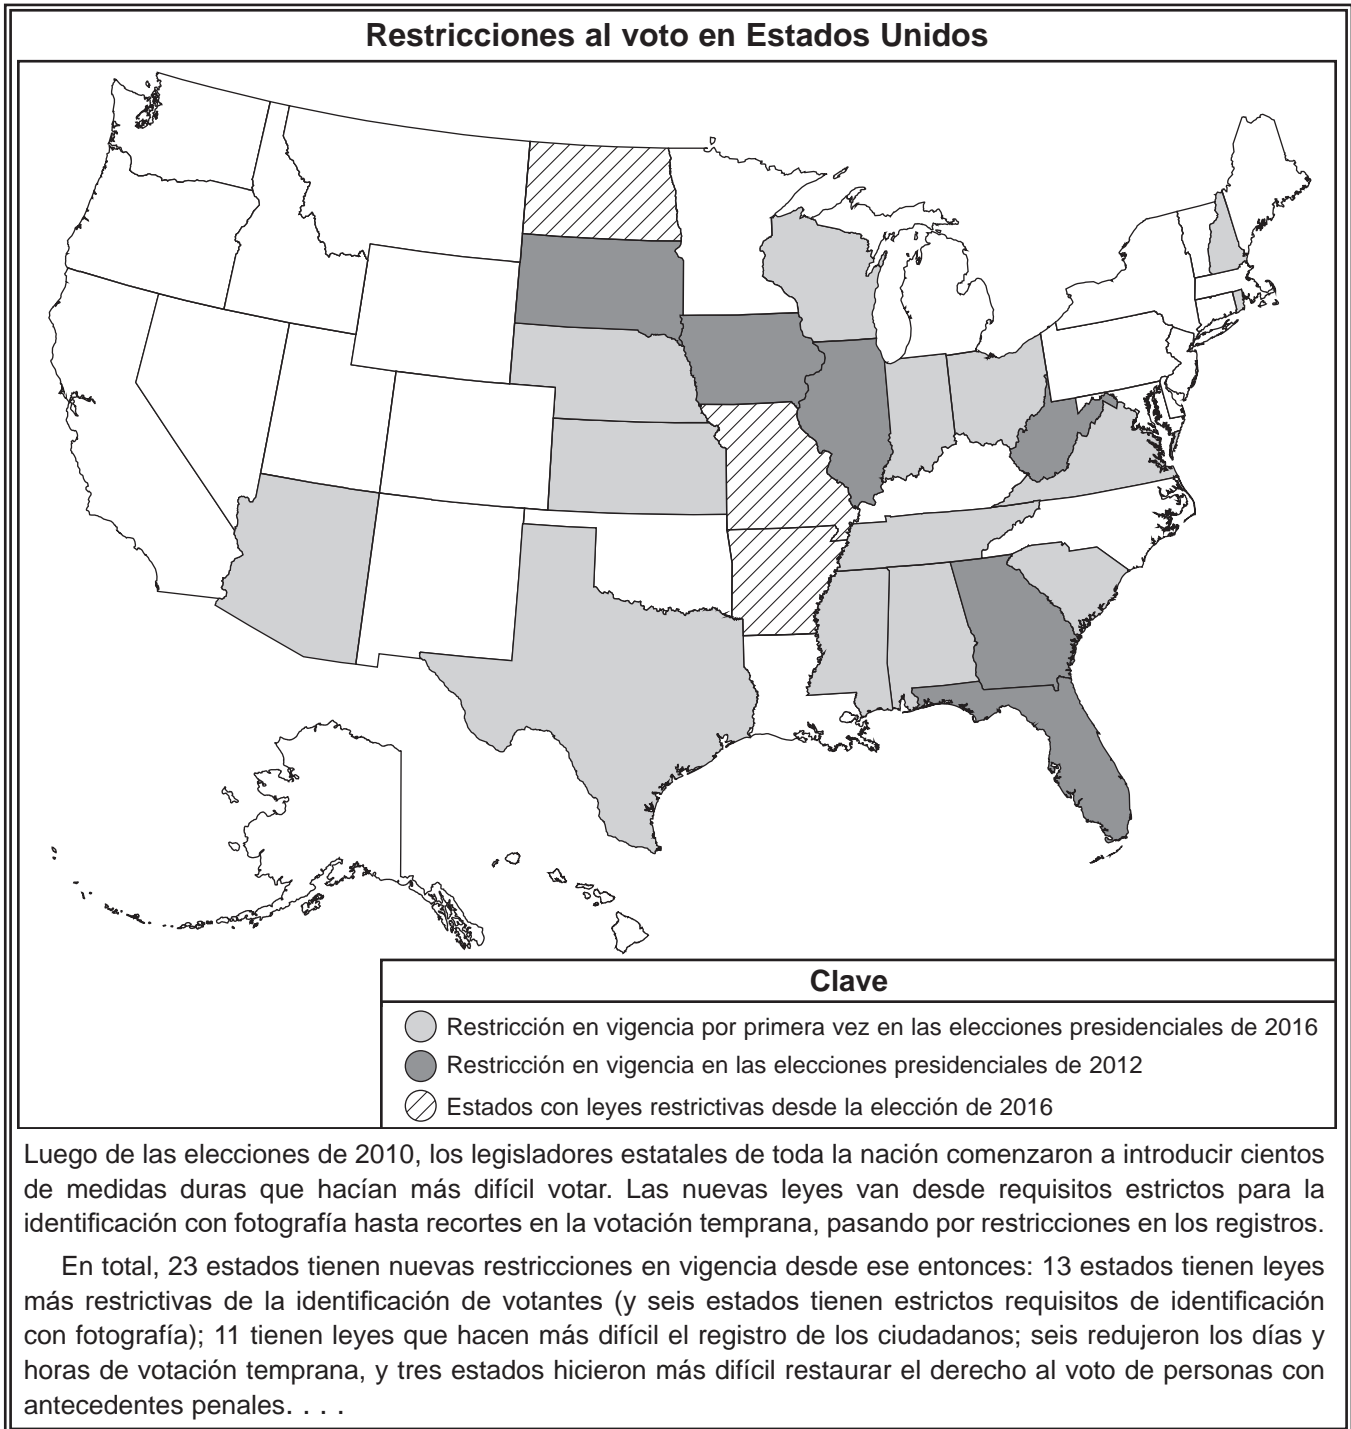 Restricciones al voto en Estados Unidos
Clave
Restricción en vigencia por primera vez en las elecciones presidenciales de 2016
Restricción en vigencia en las elecciones presidenciales de 2012
Estados con leyes restrictivas desde la elección de 2016
Luego de las elecciones de 2010, los legisladores estatales de toda la nación comenzaron a introducir cientos
de medidas duras que hacían más difícil votar. Las nuevas leyes van desde requisitos estrictos para la
identificación con fotografía hasta recortes en la votación temprana, pasando por restricciones en los registros.
En total, 23 estados tienen nuevas restricciones en vigencia desde ese entonces: 13 estados tienen leyes
más restrictivas de la identificación de votantes (y seis estados tienen estrictos requisitos de identificación
con fotografía); 11 tienen leyes que hacen más difícil el registro de los ciudadanos; seis redujeron los días y
horas de votación temprana, y tres estados hicieron más difícil restaurar el derecho al voto de personas con
antecedentes penales. . . .